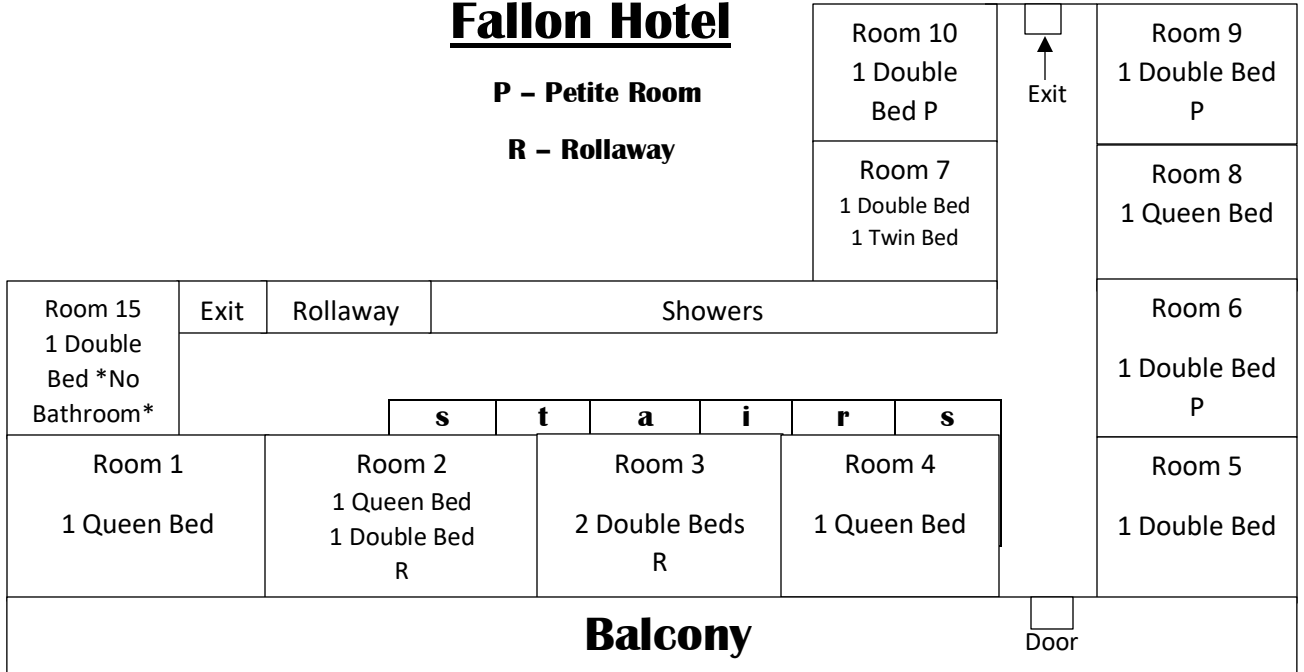 Fallon Hotel
P – Petite Room
R – Rollaway
Room 10
1 Double
Bed P
Exit
Room 9
1 Double Bed
P
Room 7
1 Double Bed
1 Twin Bed
Room 8
1 Queen Bed
Room 15
1 Double
Bed *No
Bathroom*
Exit
Rollaway
Showers
Room 6
1 Double Bed
P
s t a i r s
Room 1
1 Queen Bed
Room 2
1 Queen Bed
1 Double Bed
R
Room 3
2 Double Beds
R
Room 4
1 Queen Bed
Room 5
1 Double Bed
Balcony
Door